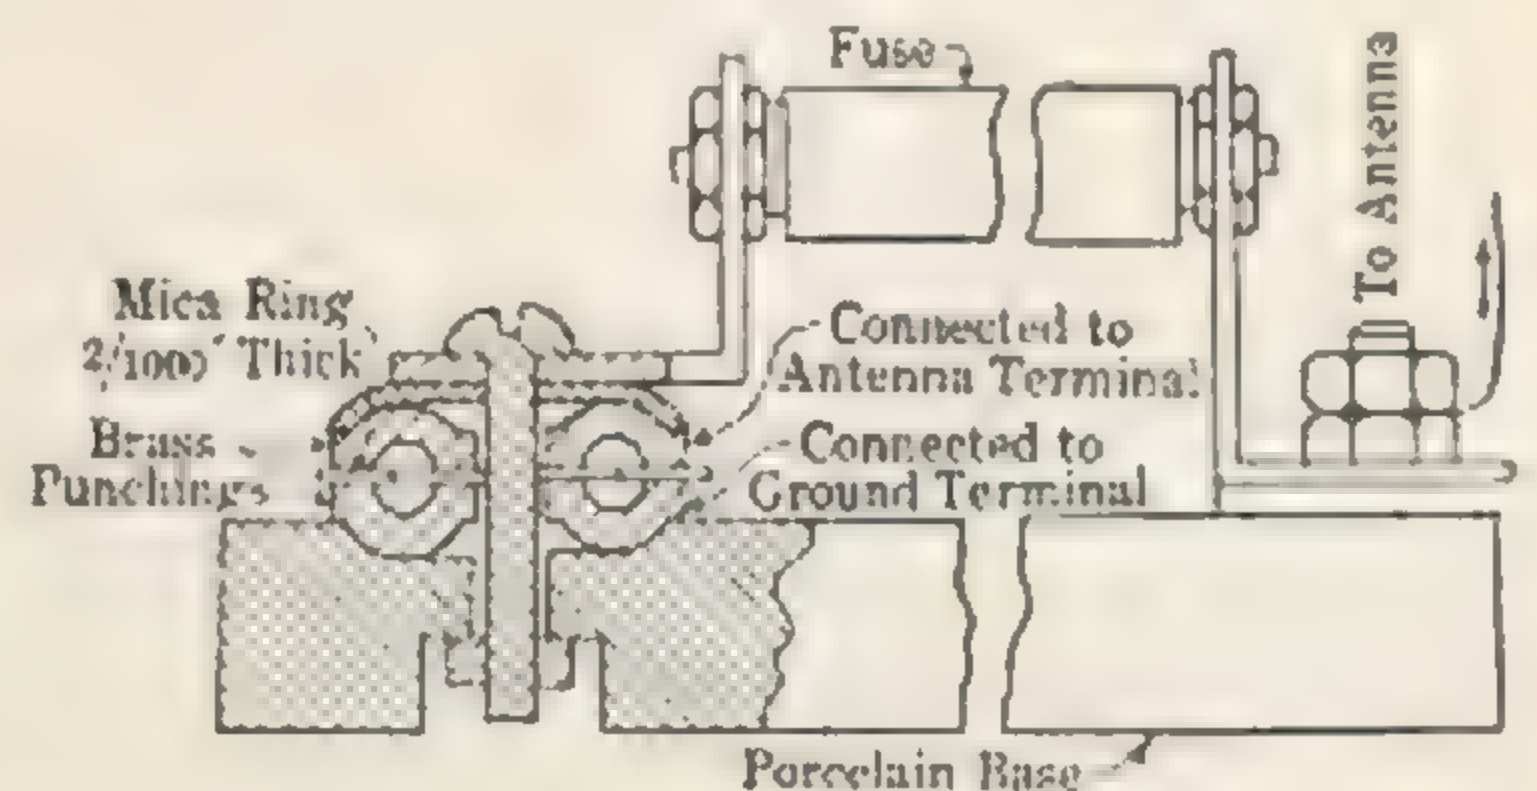 Fuse
To Antenna
Mica Ring
2/1000" Thick
Connected to
Antenna Terminal
Brass
Punchings
Connected to
Ground Terminal
Porcelain Base